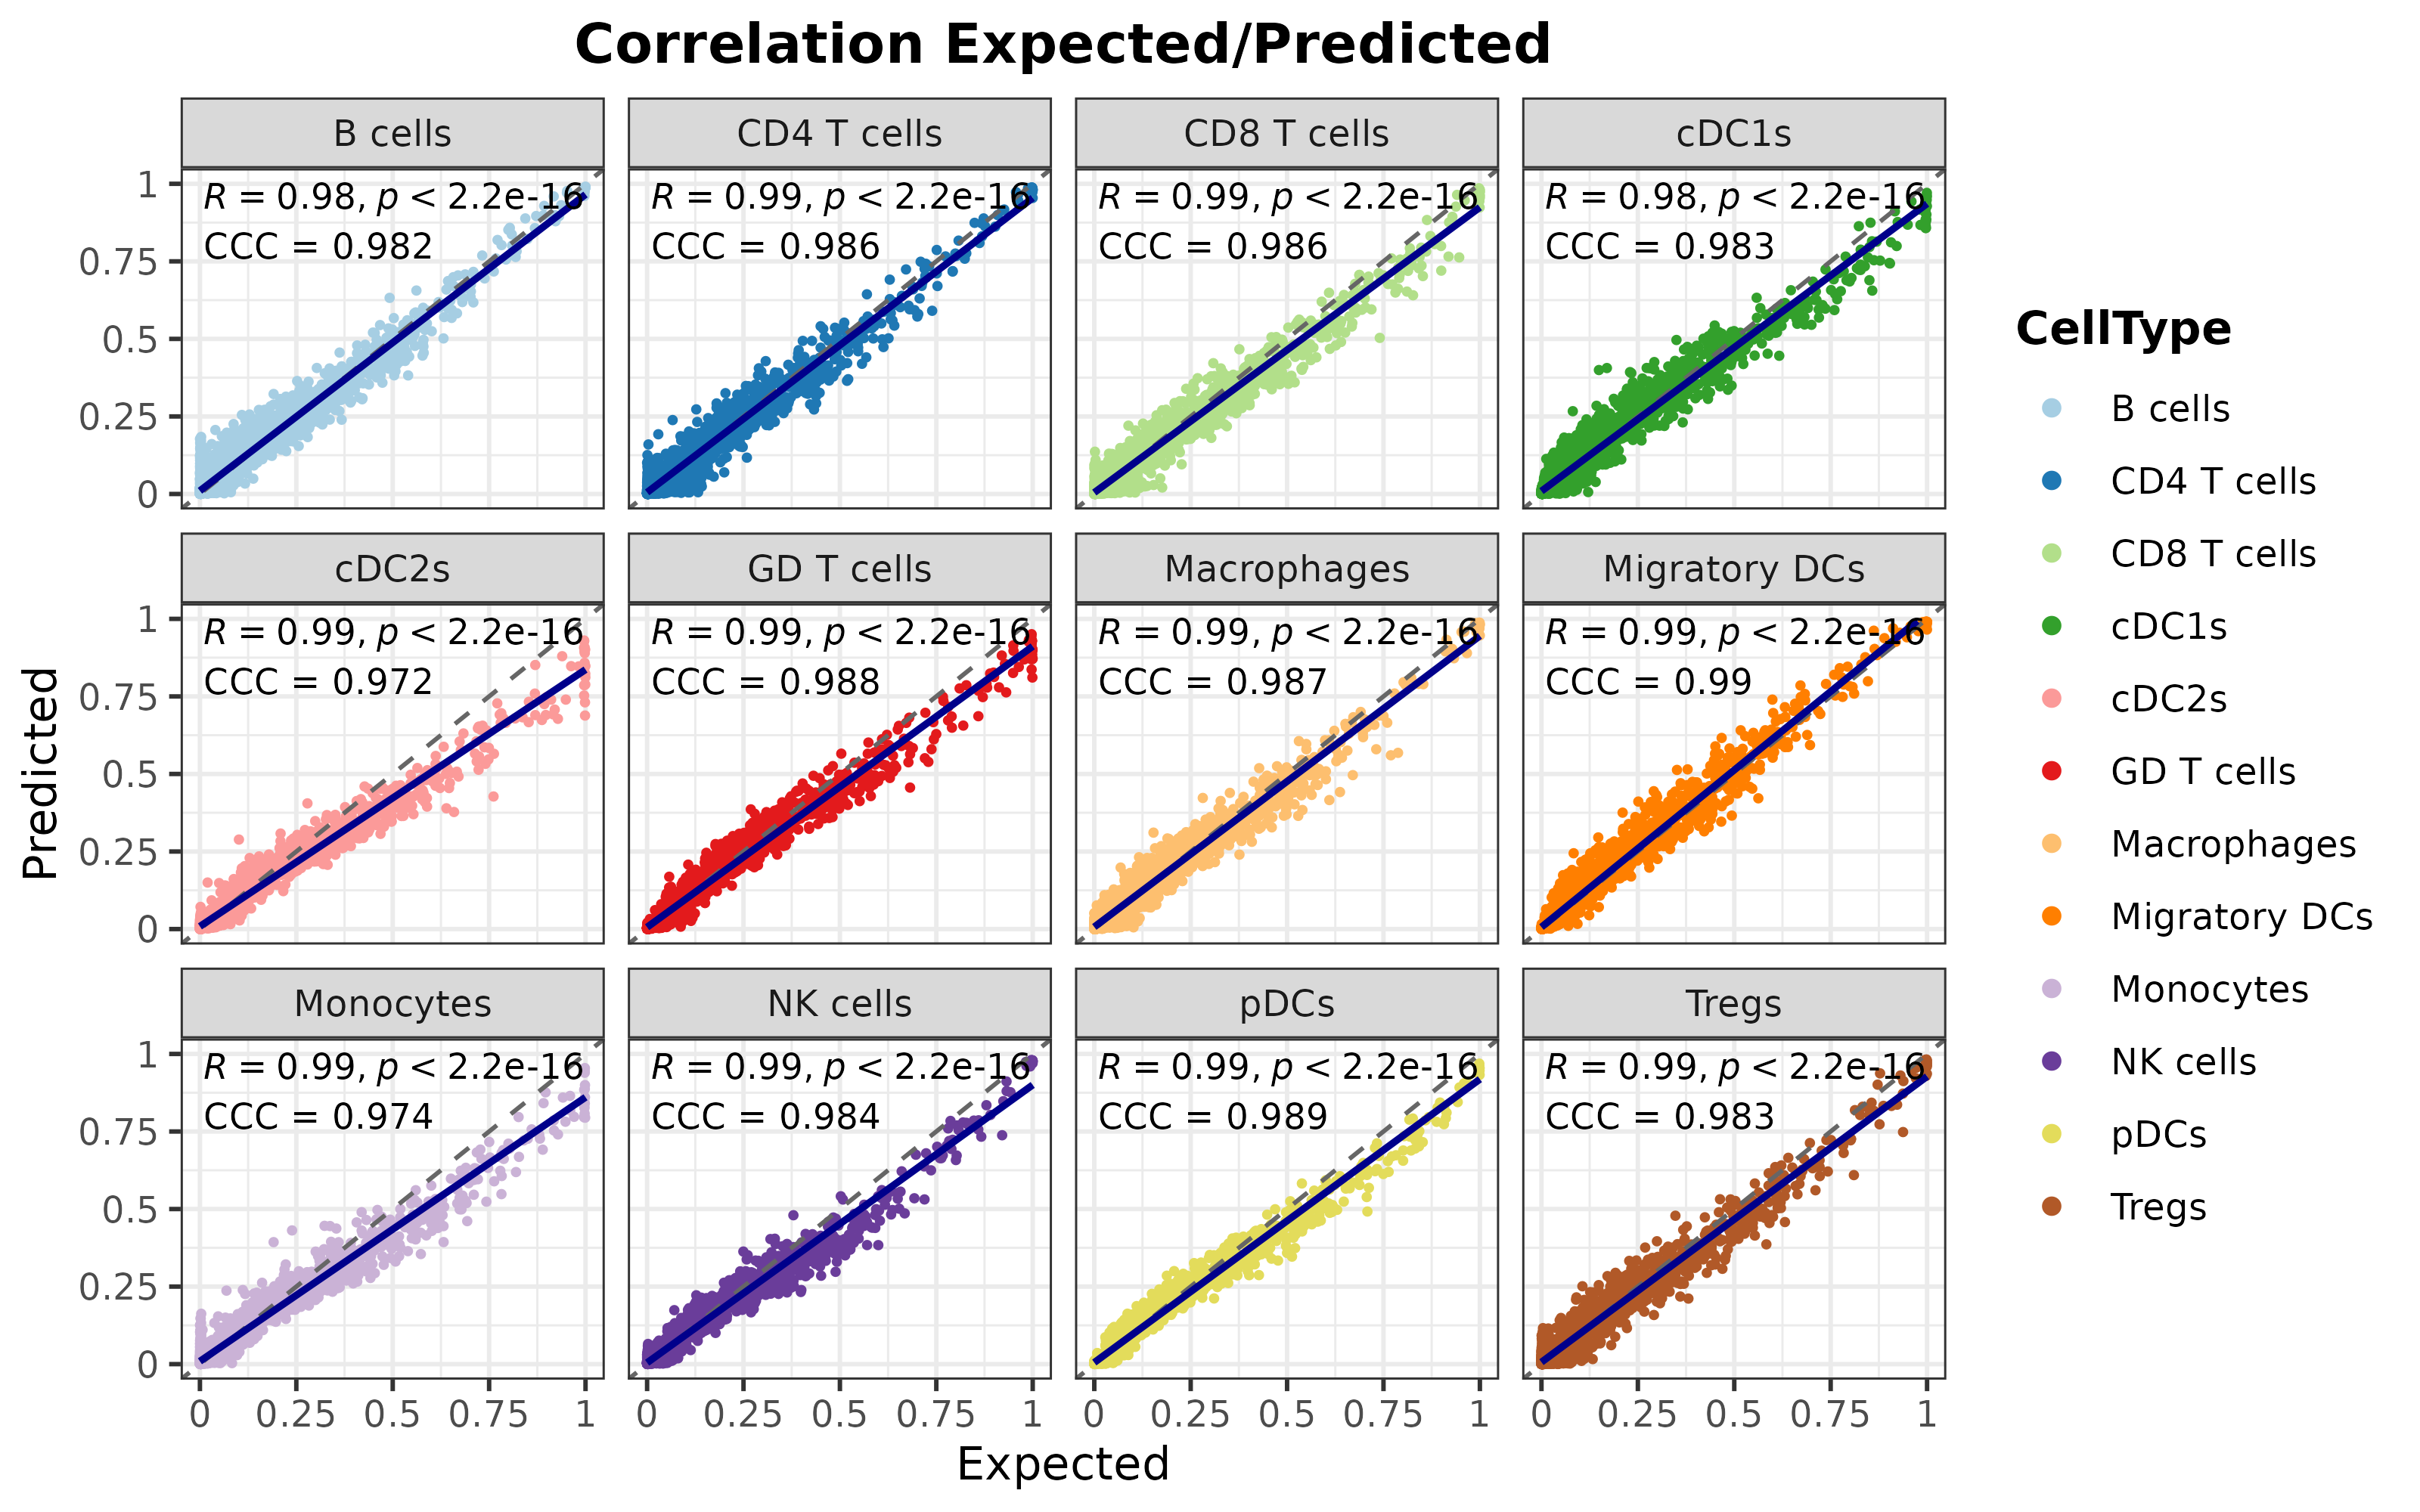 Correlation Expected/Predicted
B cells
CD4 T cells
CD8 T cells
cDC1s
R = 0.98, p < 2.2e-16
CCC = 0.982
R = 0.99, p < 2.2e-16
CCC = 0.986
R = 0.99, p < 2.2e-16
CCC = 0.986
R = 0.98, p < 2.2e-16
CCC = 0.983
1
0.75
0.5
0.25
0
cDC2s
GD T cells
Macrophages
Migratory DCs
R = 0.99, p < 2.2e-16
CCC = 0.972
R = 0.99, p < 2.2e-16
CCC = 0.988
R = 0.99, p < 2.2e-16
CCC = 0.987
R = 0.99, p < 2.2e-16
CCC = 0.99
1
0.75
0.5
0.25
0
Predicted
Monocytes
NK cells
pDCs
Tregs
R = 0.99, p < 2.2e-16
CCC = 0.974
R = 0.99, p < 2.2e-16
CCC = 0.984
R = 0.99, p < 2.2e-16
CCC = 0.989
R = 0.99, p < 2.2e-16
CCC = 0.983
1
0.75
0.5
0.25
0
0 0.25 0.5 0.75 1
0 0.25 0.5 0.75 1
0 0.25 0.5 0.75 1
0 0.25 0.5 0.75 1
Expected
CellType
B cells
CD4 T cells
CD8 T cells
cDC1s
cDC2s
GD T cells
Macrophages
Migratory DCs
Monocytes
NK cells
pDCs
Tregs